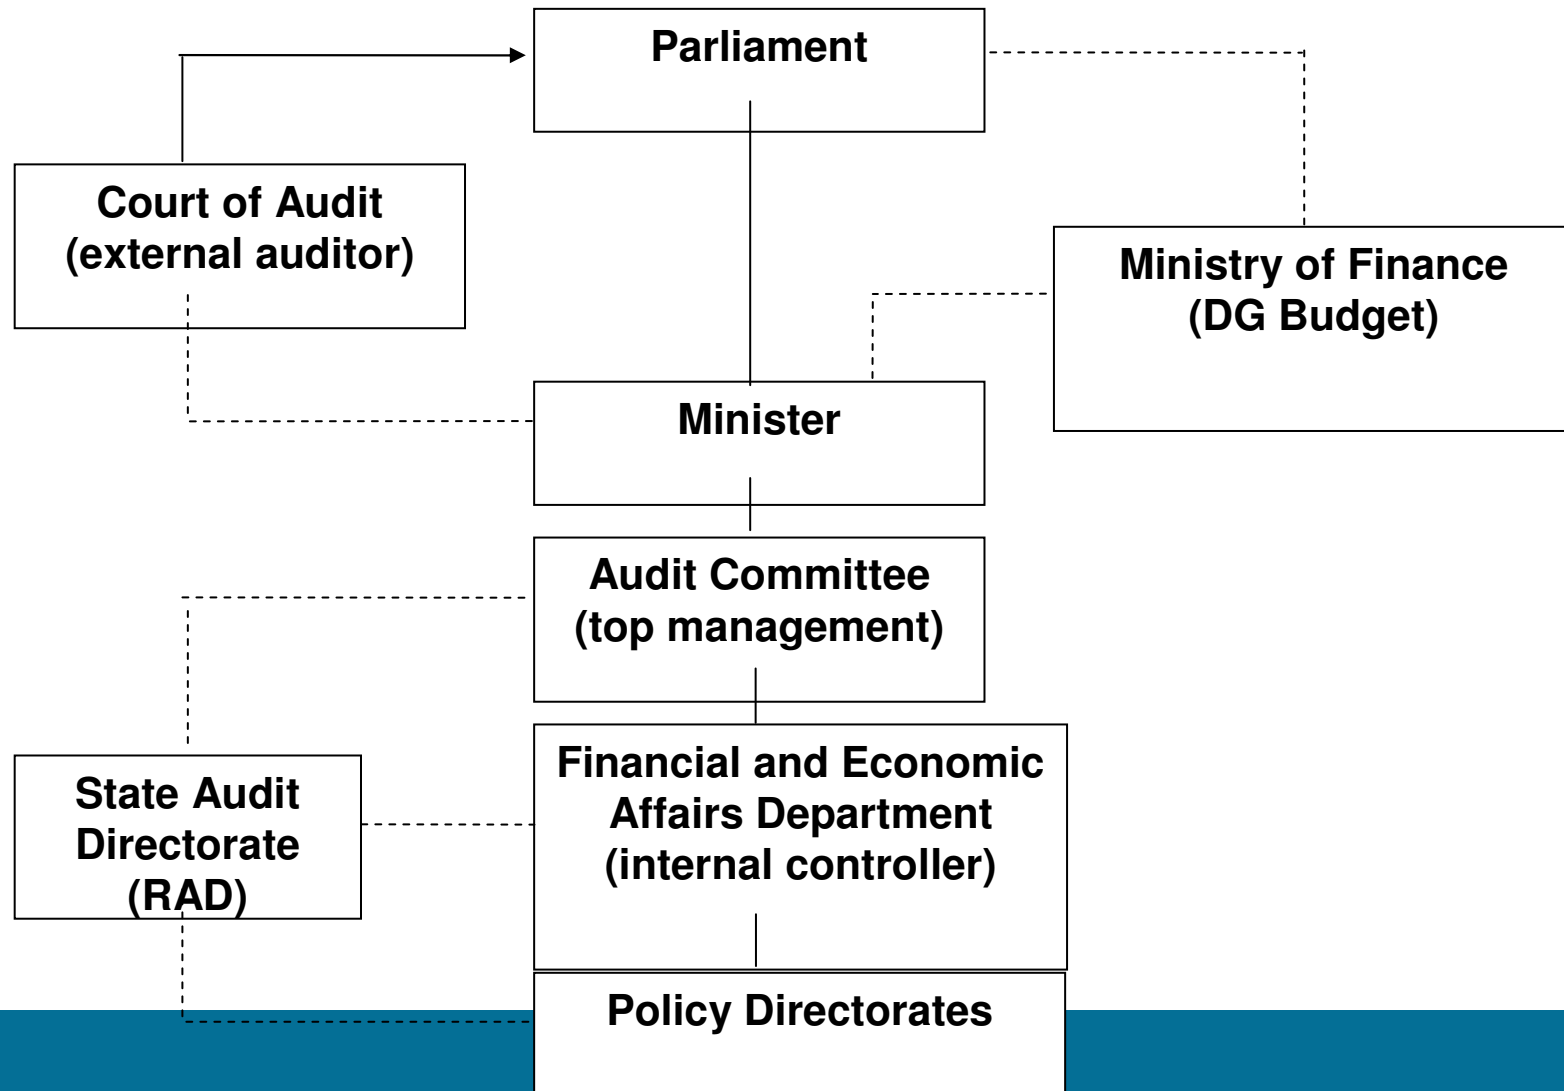 Parliament
Court of Audit
(external auditor)
Ministry of Finance
(DG Budget)
Minister
Audit Committee
(top management)
Financial and Economic
Affairs Department
(internal controller)
State Audit
Directorate
(RAD)
Policy Directorates